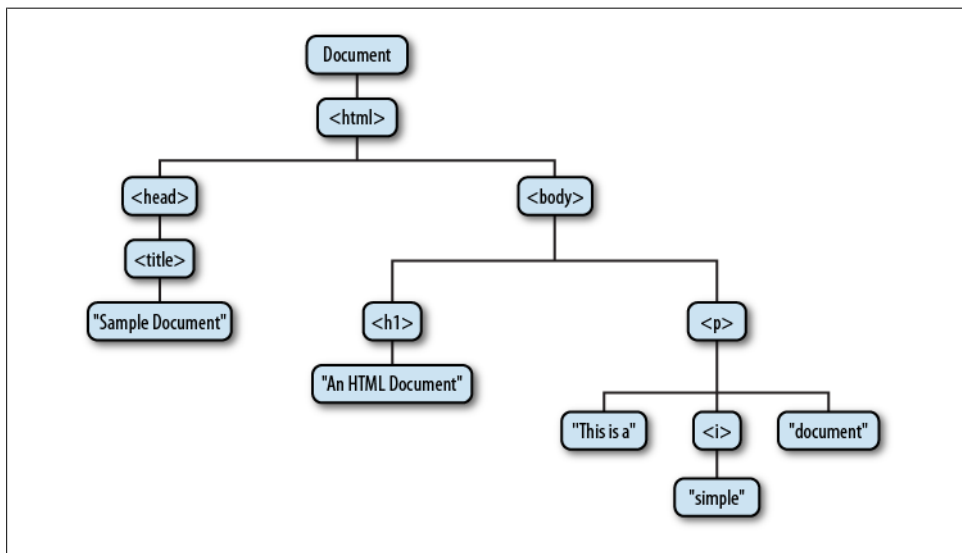 Document
<html>
<head>
<body>
<title>
"Sample Document"
<h1>
<p>
"An HTML Document"
"This is a"
<i>
"document"
"simple"